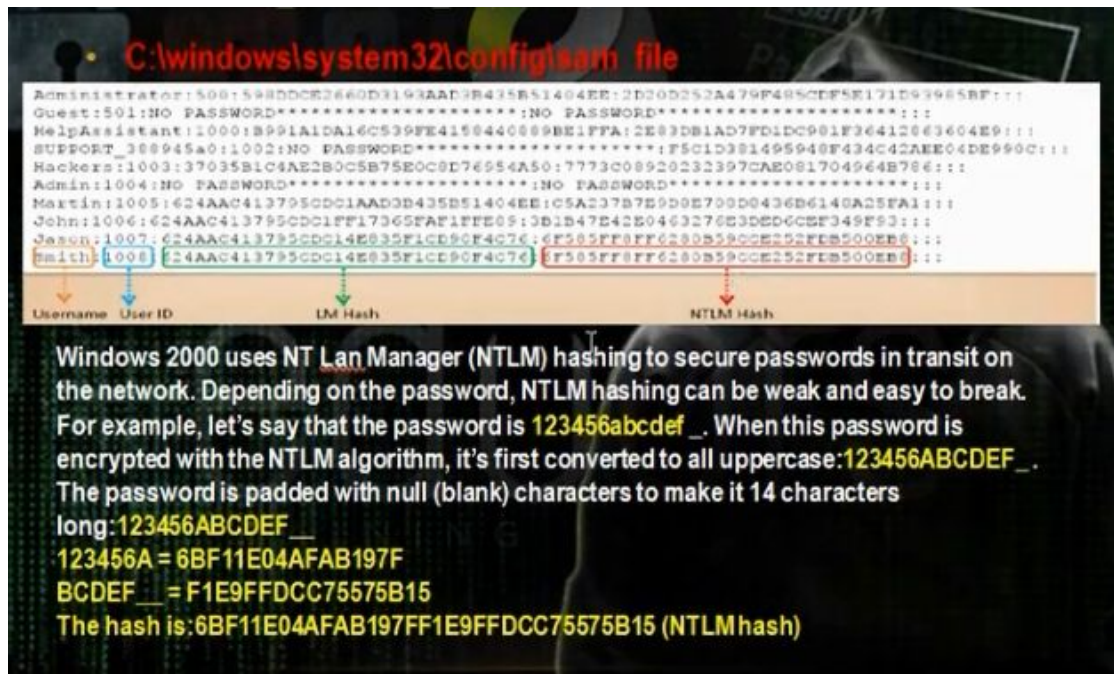 • C:\windows\system32\config\sam file
Administrator:500:598DDCE2660D3193AAD3B435B51404EE:2D20D252A479F485CDF5E171D93985BF:::
Guest:501:NO PASSWORD*********************:NO PASSWORD*********************:::
HelpAssistant:1000:B991A1DA16C539FE4158440889BE1FFA:2E83DB1AD7FD1DC981F36412863604E9:::
SUPPORT_388945a0:1002:NO PASSWORD*********************:F5C1D381495948F434C42AEE04DE990C:::
Hackers:1003:37035B1C4AE2B0C5B75E0C8D76954A50:7773C08920232397CAE081704964B786:::
Admin:1004:NO PASSWORD*********************:NO PASSWORD*********************:::
Martin:1005:624AAC413795CDC1AAD3B435B51404EE:C5A237B7E9D8E708D8436B6148A25FA1:::
John:1006:624AAC413795CDC1FF17365FAF1FFE89:3B1B47E42E0463276E3DED6CEF349F93:::
Jason:1007:624AAC413795CDC14E835F1CD90F4C76:6F585FF8FF6280B59CCE252FDB500EB8:::
Smith:1008:624AAC413795CDC14E835F1CD90F4C76:6F585FF8FF6280B59CCE252FDB500EB8:::
Username User ID LM Hash NTLM Hash
Windows 2000 uses NT Lan Manager (NTLM) hashing to secure passwords in transit on
the network. Depending on the password, NTLM hashing can be weak and easy to break.
For example, let's say that the password is 123456abcdef _. When this password is
encrypted with the NTLM algorithm, it's first converted to all uppercase:123456ABCDEF_.
The password is padded with null (blank) characters to make it 14 characters
long:123456ABCDEF__
123456A = 6BF11E04AFAB197F
BCDEF__ = F1E9FFDCC75575B15
The hash is:6BF11E04AFAB197FF1E9FFDCC75575B15 (NTLM hash)